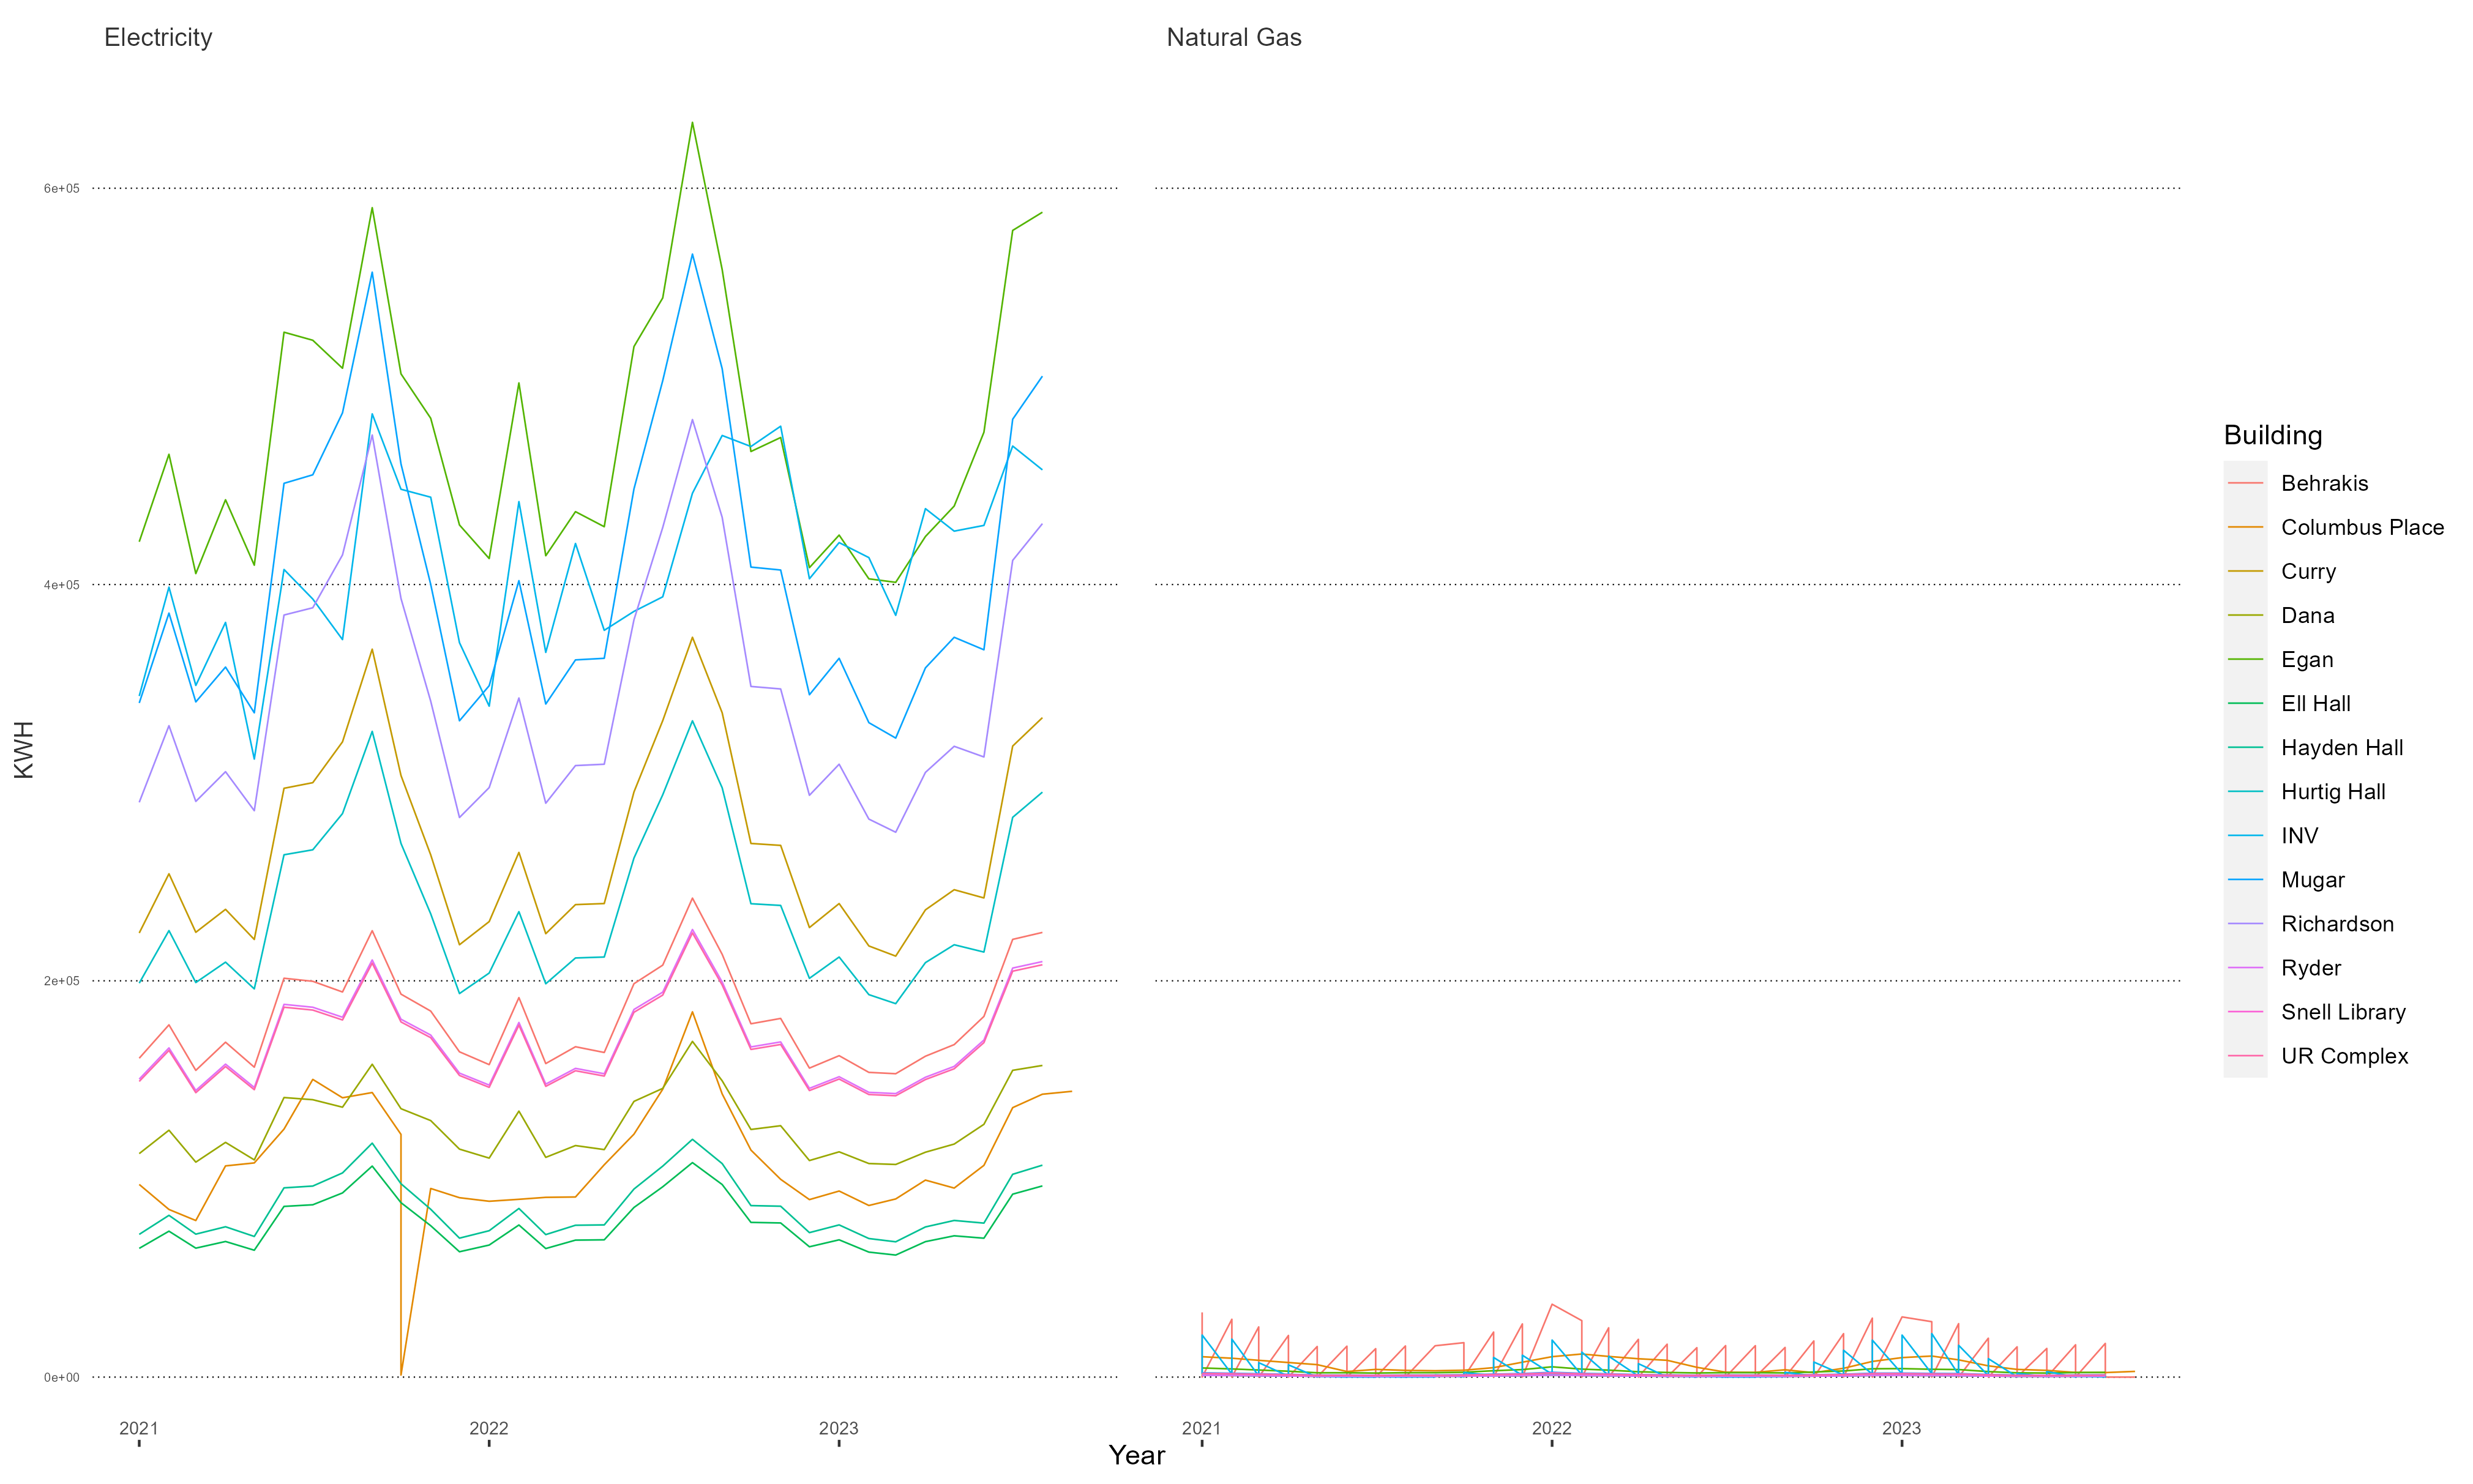 Electricity
Natural Gas
6e+05
4e+05
2e+05
0e+00
KWH
2021
2022
2023
2021
2022
2023
Year
Building
Behrakis
Columbus Place
Curry
Dana
Egan
Ell Hall
Hayden Hall
Hurtig Hall
INV
Mugar
Richardson
Ryder
Snell Library
UR Complex